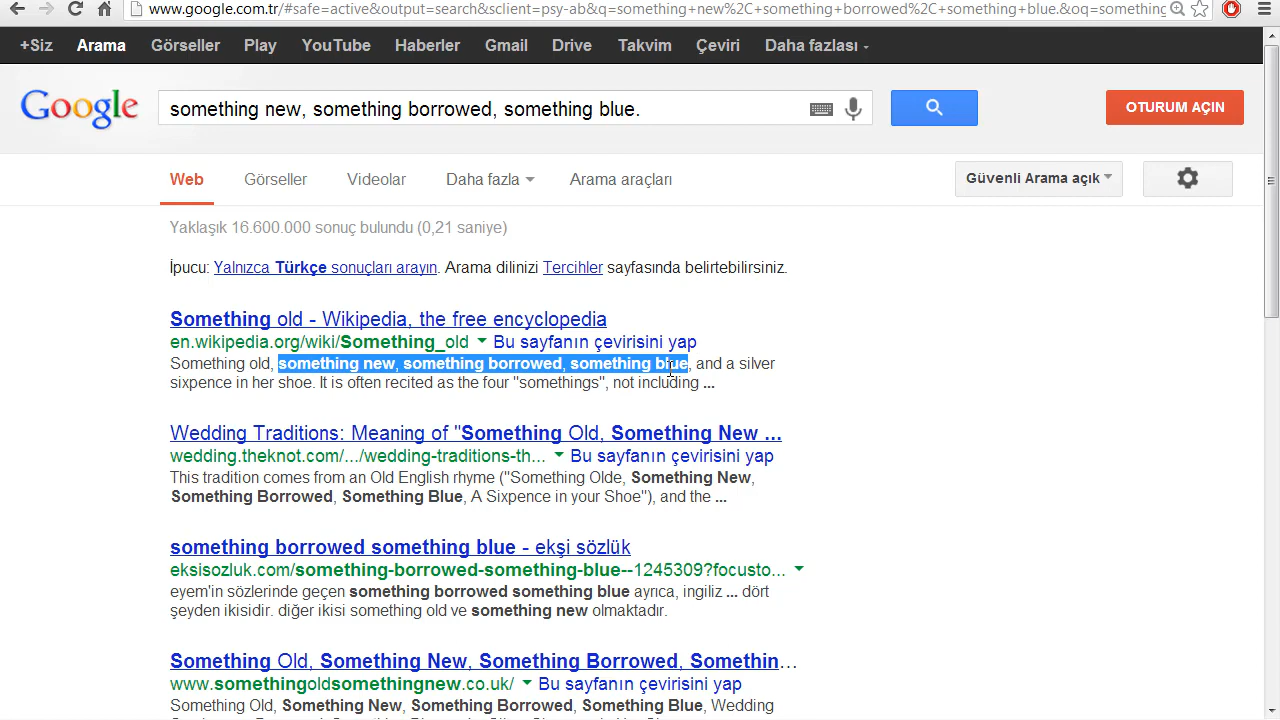 www.google.com.tr/#safe=active&output=search&sclient=psy-ab&q=something+new%2C+something+borrowed%2C+something+blue.&oq=something
+Siz Arama Görseller Play YouTube Haberler Gmail Drive Takvim Çeviri Daha fazlası
Google something new, something borrowed, something blue. OTURUM AÇIN
Web Görseller Videolar Daha fazla Arama araçları Güvenli Arama açık
Yaklaşık 16.600.000 sonuç bulundu (0,21 saniye)
İpucu: Yalnızca Türkçe sonuçları arayın. Arama dilinizi Tercihler sayfasında belirtebilirsiniz.
Something old - Wikipedia, the free encyclopedia
en.wikipedia.org/wiki/Something_old Bu sayfanın çevirisini yap
Something old, something new, something borrowed, something blue, and a silver
sixpence in her shoe. It is often recited as the four "somethings", not including ...
Wedding Traditions: Meaning of "Something Old, Something New ...
wedding.theknot.com/.../wedding-traditions-th... Bu sayfanın çevirisini yap
This tradition comes from an Old English rhyme ("Something Olde, Something New,
Something Borrowed, Something Blue, A Sixpence in your Shoe"), and the ...
something borrowed something blue - ekşi sözlük
eksisozluk.com/something-borrowed-something-blue--1245309?focusto...
eyem'in sözlerinde geçen something borrowed something blue ayrıca, ingiliz ... dört
şeyden ikisidir. diğer ikisi something old ve something new olmaktadır.
Something Old, Something New, Something Borrowed, Somethin...
www.somethingoldsomethingnew.co.uk/ Bu sayfanın çevirisini yap
Something Old, Something New, Something Borrowed, Something Blue, Wedding